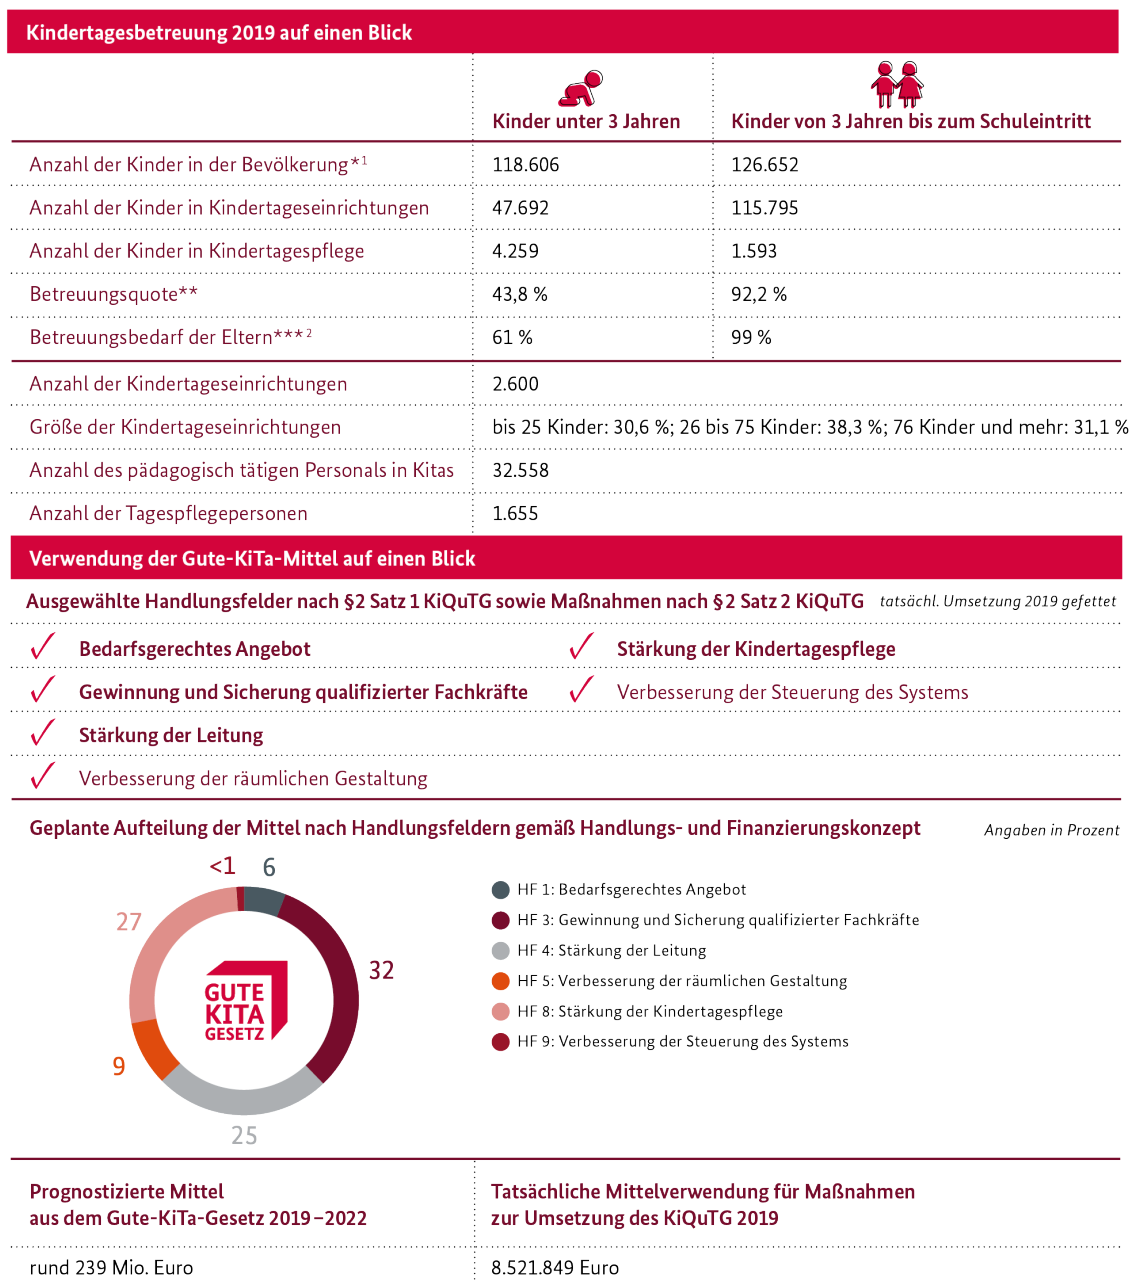 Kindertagesbetreuung 2019 auf einen Blick
Kinder unter 3 Jahren Kinder von 3 Jahren bis zum Schuleintritt
Anzahl der Kinder in der Bevölkerung*1 118.606 126.652
Anzahl der Kinder in Kindertageseinrichtungen 47.692 115.795
Anzahl der Kinder in Kindertagespflege 4.259 1.593
Betreuungsquote** 43,8 % 92,2 %
Betreuungsbedarf der Eltern***2 61 % 99 %
Anzahl der Kindertageseinrichtungen 2.600
Größe der Kindertageseinrichtungen bis 25 Kinder: 30,6 %; 26 bis 75 Kinder: 38,3 %; 76 Kinder und mehr: 31,1 %
Anzahl des pädagogisch tätigen Personals in Kitas 32.558
Anzahl der Tagespflegepersonen 1.655
Verwendung der Gute-KiTa-Mittel auf einen Blick
Ausgewählte Handlungsfelder nach §2 Satz 1 KiQuTG sowie Maßnahmen nach §2 Satz 2 KiQuTG tatsächl. Umsetzung 2019 gefettet
Bedarfsgerechtes Angebot Stärkung der Kindertagespflege
Gewinnung und Sicherung qualifizierter Fachkräfte Verbesserung der Steuerung des Systems
Stärkung der Leitung
Verbesserung der räumlichen Gestaltung
Geplante Aufteilung der Mittel nach Handlungsfeldern gemäß Handlungs- und Finanzierungskonzept Angaben in Prozent
<1 6
27
32
9
25
GUTE
KITA
GESETZ
HF 1: Bedarfsgerechtes Angebot
HF 3: Gewinnung und Sicherung qualifizierter Fachkräfte
HF 4: Stärkung der Leitung
HF 5: Verbesserung der räumlichen Gestaltung
HF 8: Stärkung der Kindertagespflege
HF 9: Verbesserung der Steuerung des Systems
Prognostizierte Mittel
aus dem Gute-KiTa-Gesetz 2019–2022
Tatsächliche Mittelverwendung für Maßnahmen
zur Umsetzung des KiQuTG 2019
rund 239 Mio. Euro 8.521.849 Euro